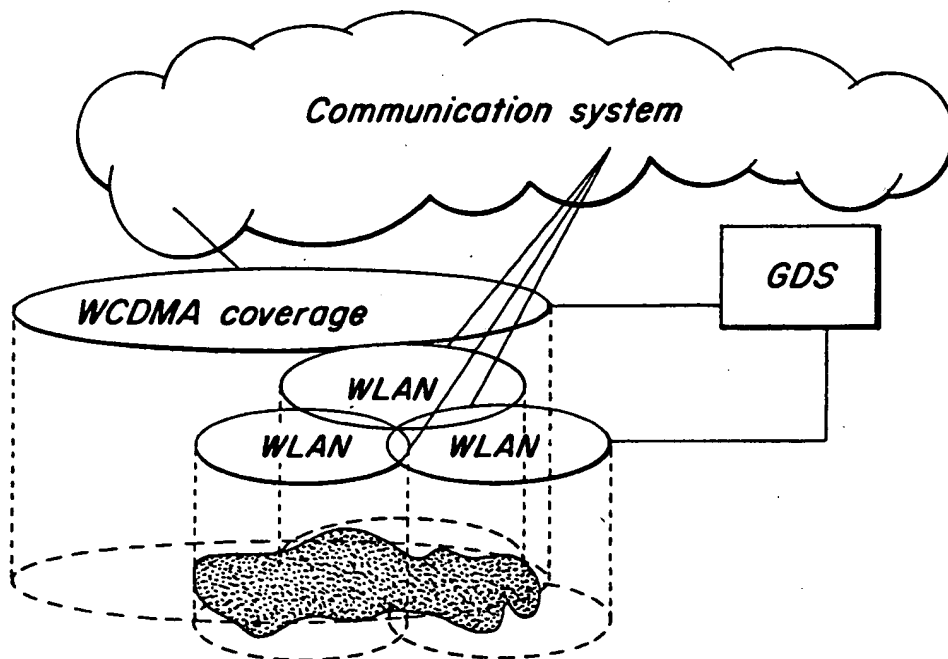 Communication system
GDS
WCDMA coverage
WLAN
WLAN
WLAN